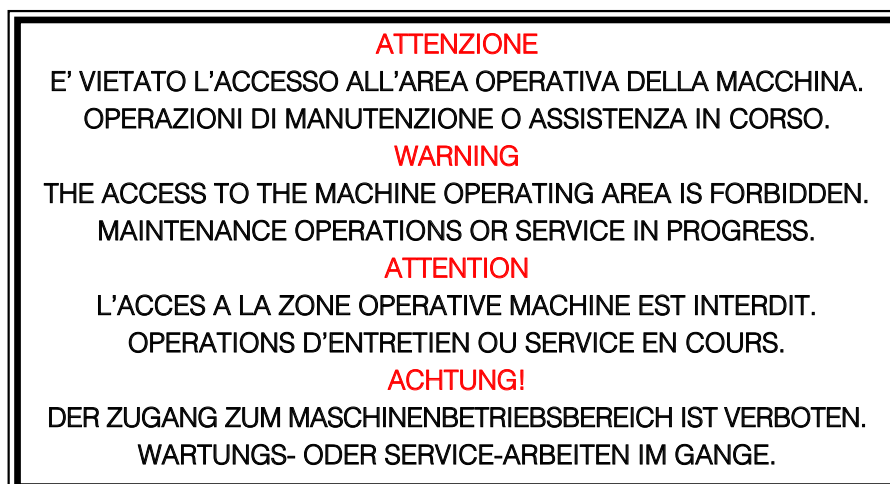 ATTENZIONE
E’ VIETATO L’ACCESSO ALL’AREA OPERATIVA DELLA MACCHINA.
OPERAZIONI DI MANUTENZIONE O ASSISTENZA IN CORSO.
WARNING
THE ACCESS TO THE MACHINE OPERATING AREA IS FORBIDDEN.
MAINTENANCE OPERATIONS OR SERVICE IN PROGRESS.
ATTENTION
L’ACCES A LA ZONE OPERATIVE MACHINE EST INTERDIT.
OPERATIONS D’ENTRETIEN OU SERVICE EN COURS.
ACHTUNG!
DER ZUGANG ZUM MASCHINENBETRIEBSBEREICH IST VERBOTEN.
WARTUNGS- ODER SERVICE-ARBEITEN IM GANGE.